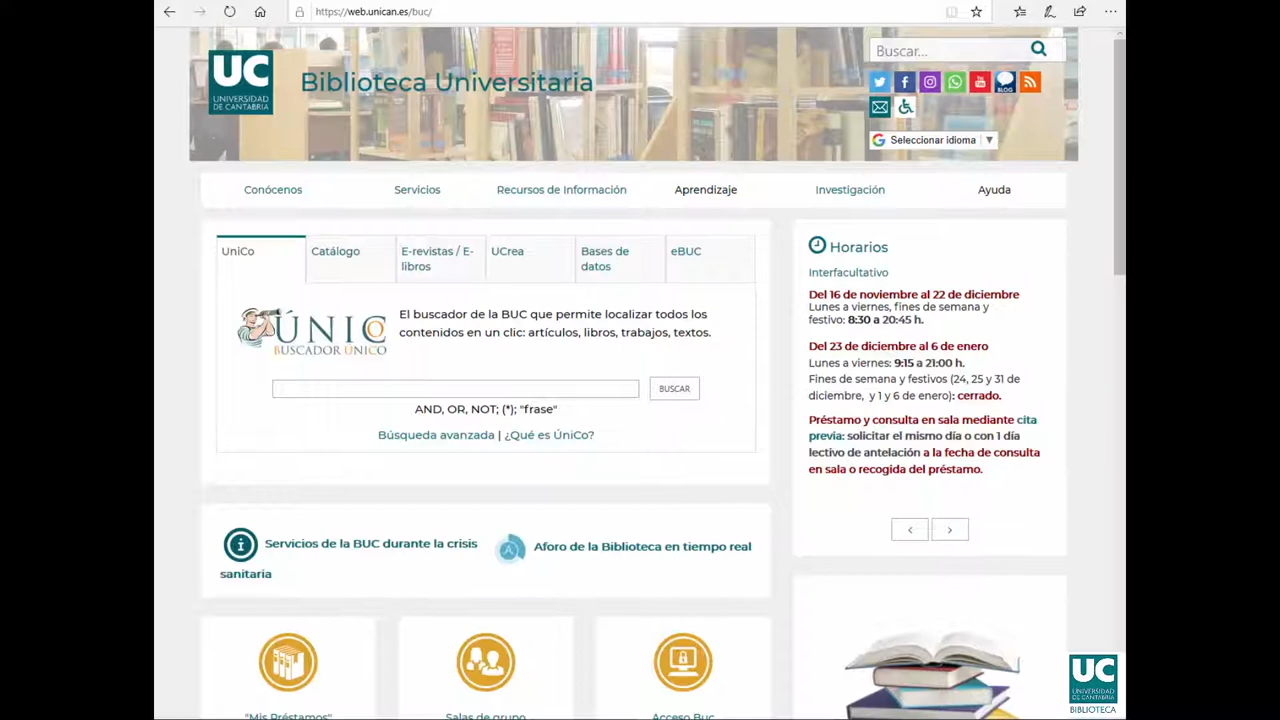 https://web.unican.es/buc/
UC
UNIVERSIDAD
DE CANTABRIA
Biblioteca Universitaria
Buscar...
BLOG
Seleccionar idioma
Conócenos
Servicios
Recursos de Información
Aprendizaje
Investigación
Ayuda
UniCo
Catálogo
E-revistas / E-
libros
UCrea
Bases de
datos
eBUC
ÚNICO
BUSCADOR ÚNICO
El buscador de la BUC que permite localizar todos los
contenidos en un clic: artículos, libros, trabajos, textos.
BUSCAR
AND, OR, NOT; (*); "frase"
Búsqueda avanzada | ¿Qué es ÚniCo?
Horarios
Interfacultativo
Del 16 de noviembre al 22 de diciembre
Lunes a viernes, fines de semana y
festivo: 8:30 a 20:45 h.
Del 23 de diciembre al 6 de enero
Lunes a viernes: 9:15 a 21:00 h.
Fines de semana y festivos (24, 25 y 31 de
diciembre, y 1 y 6 de enero): cerrado.
Préstamo y consulta en sala mediante cita
previa: solicitar el mismo día o con 1 día
lectivo de antelación a la fecha de consulta
en sala o recogida del préstamo.
Servicios de la BUC durante la crisis
sanitaria
Aforo de la Biblioteca en tiempo real
"Mis Préstamos"
Salas de grupo
Acceso Buc
UC
UNIVERSIDAD
DE CANTABRIA
BIBLIOTECA